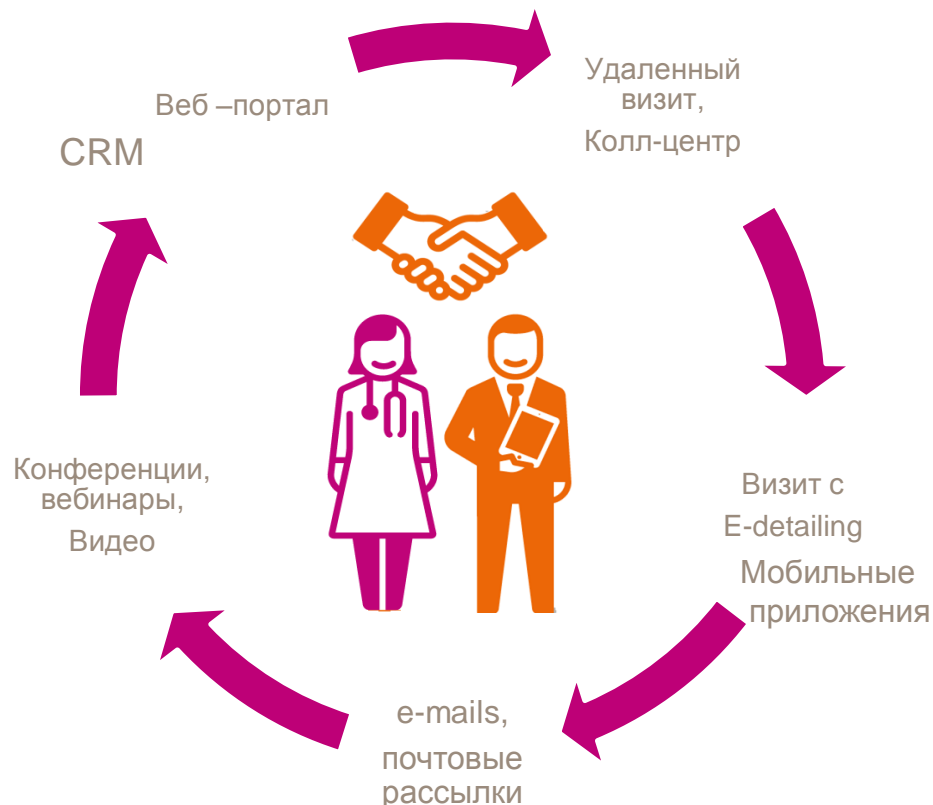 Веб –портал
CRM
Удаленный
визит,
Колл-центр
Визит с
E-detailing
Мобильные
приложения
e-mails,
почтовые
рассылки
Конференции,
вебинары,
Видео